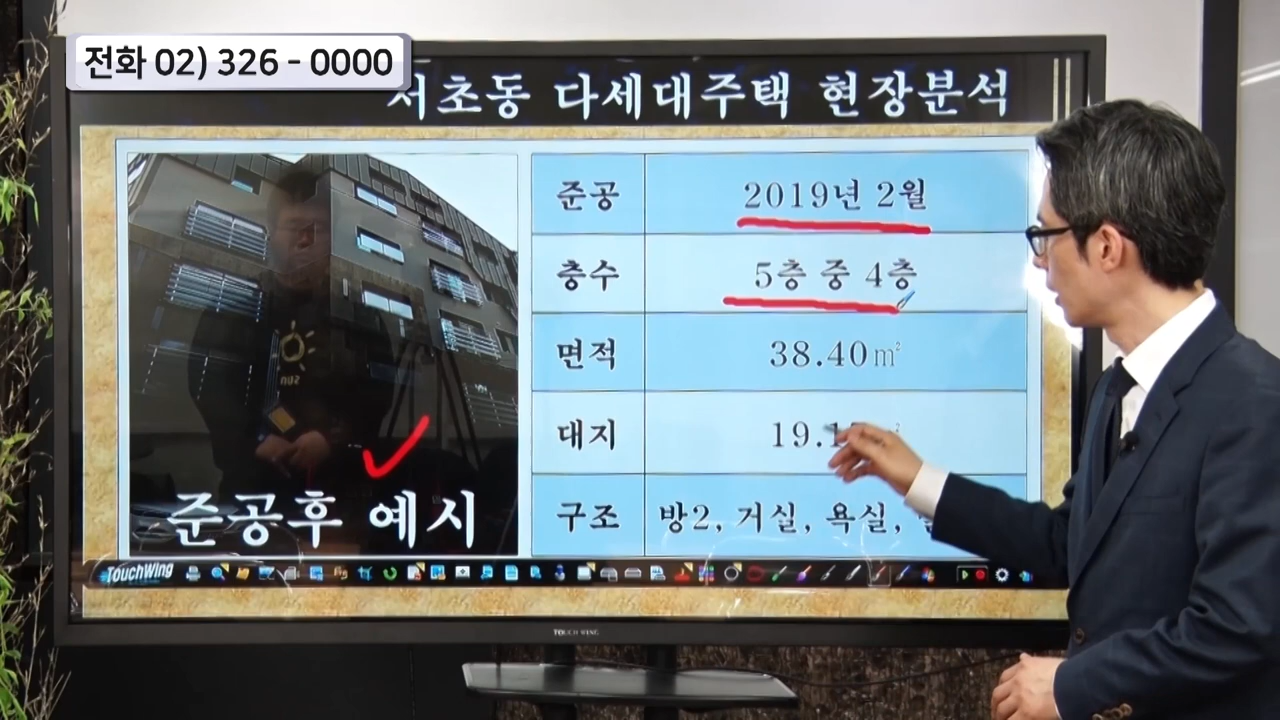 전화 02) 326 - 0000
서초동 다세대주택 현장분석
준공 2019년 2월
층수 5층 중 4층
면적 38.40㎡
대지
구조 방2, 거실, 욕실,
준공후 예시
TouchWing
TOUCH WING